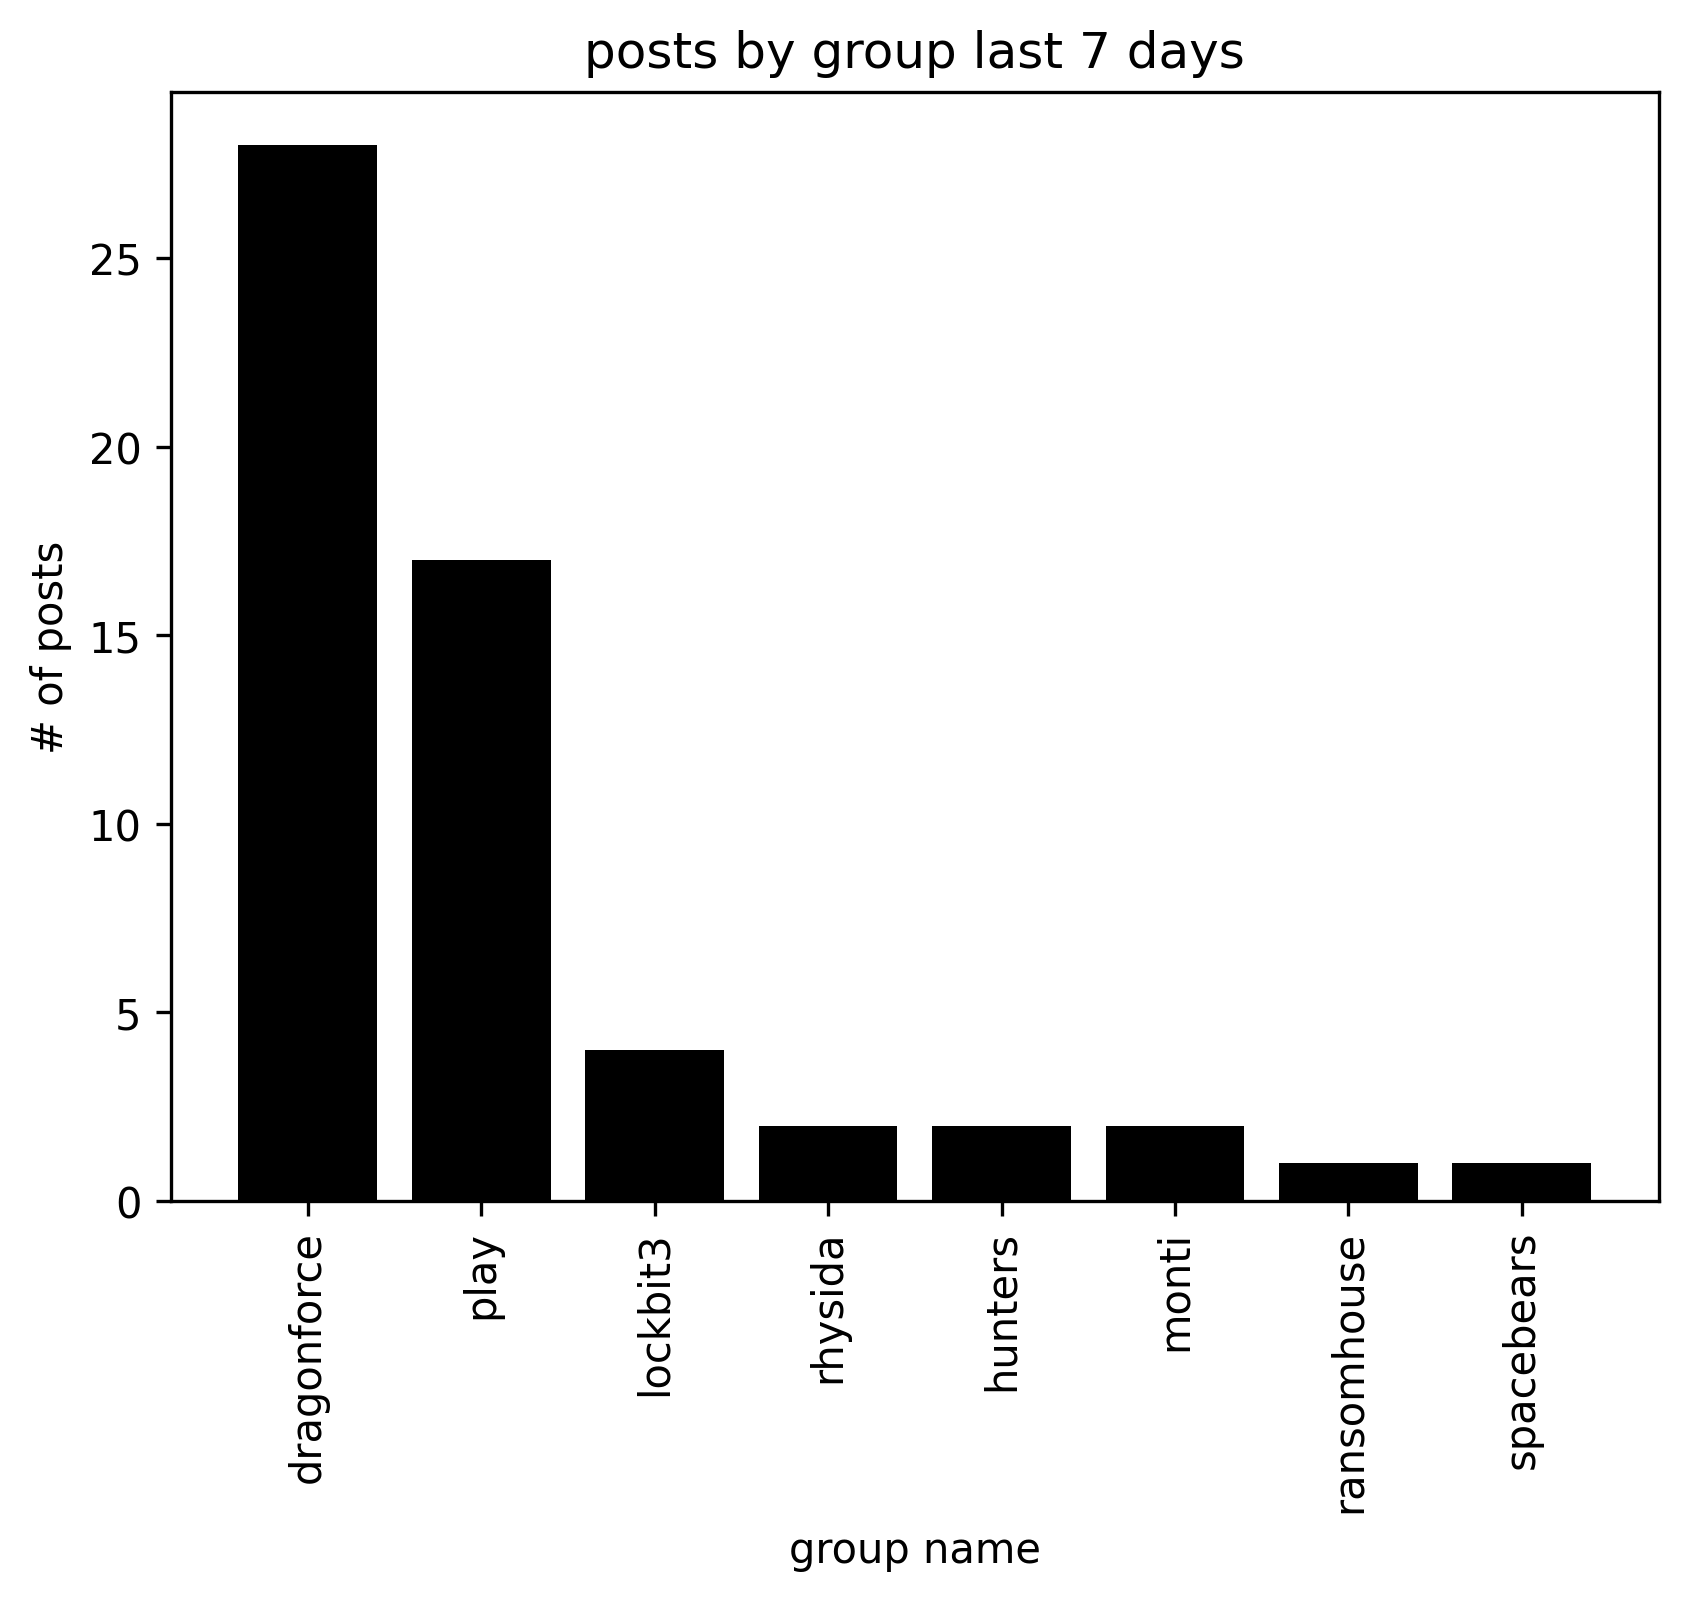 posts by group last 7 days
# of posts
25
20
15
10
5
0
dragonforce
play
lockbit3
rhysida
hunters
monti
ransomhouse
spacebears
group name